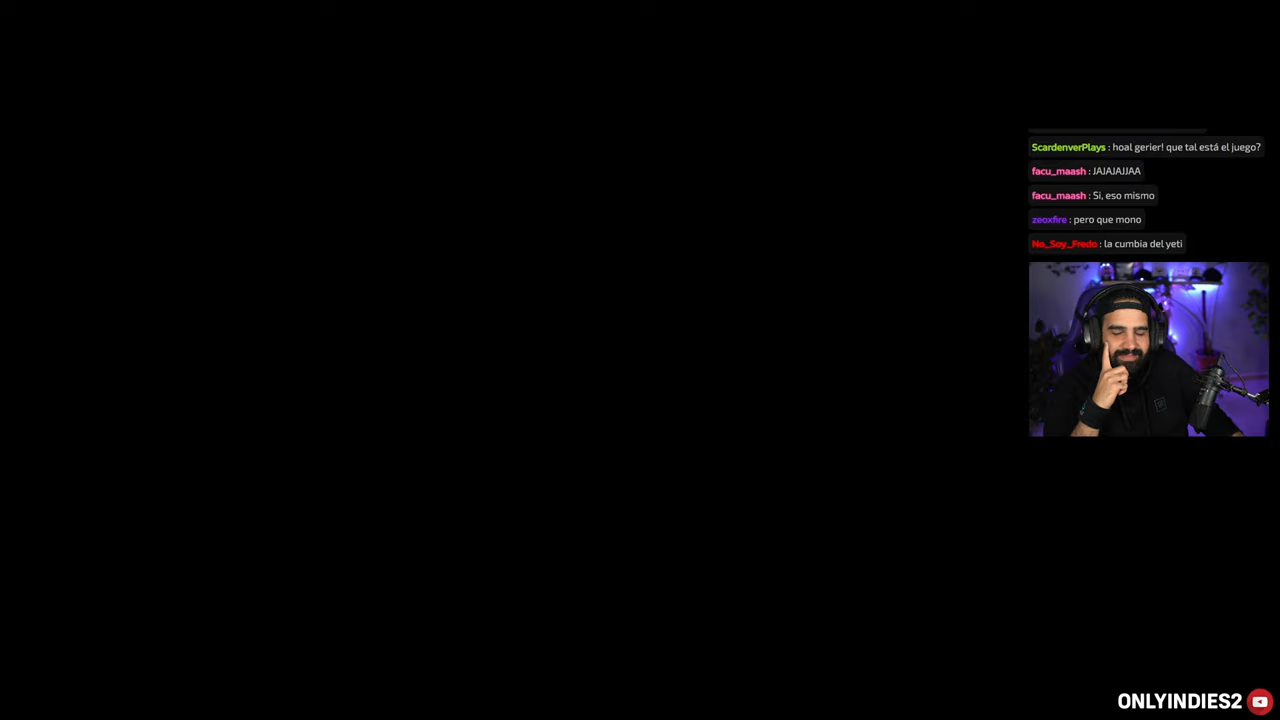 ScardenverPlays : hoal gerier! que tal está el juego?
facu_maash : JAJAJAJJAA
facu_maash : Si, eso mismo
zeoxfire : pero que mono
No_Soy_Fredo : la cumbia del yeti
ONLYINDIES2